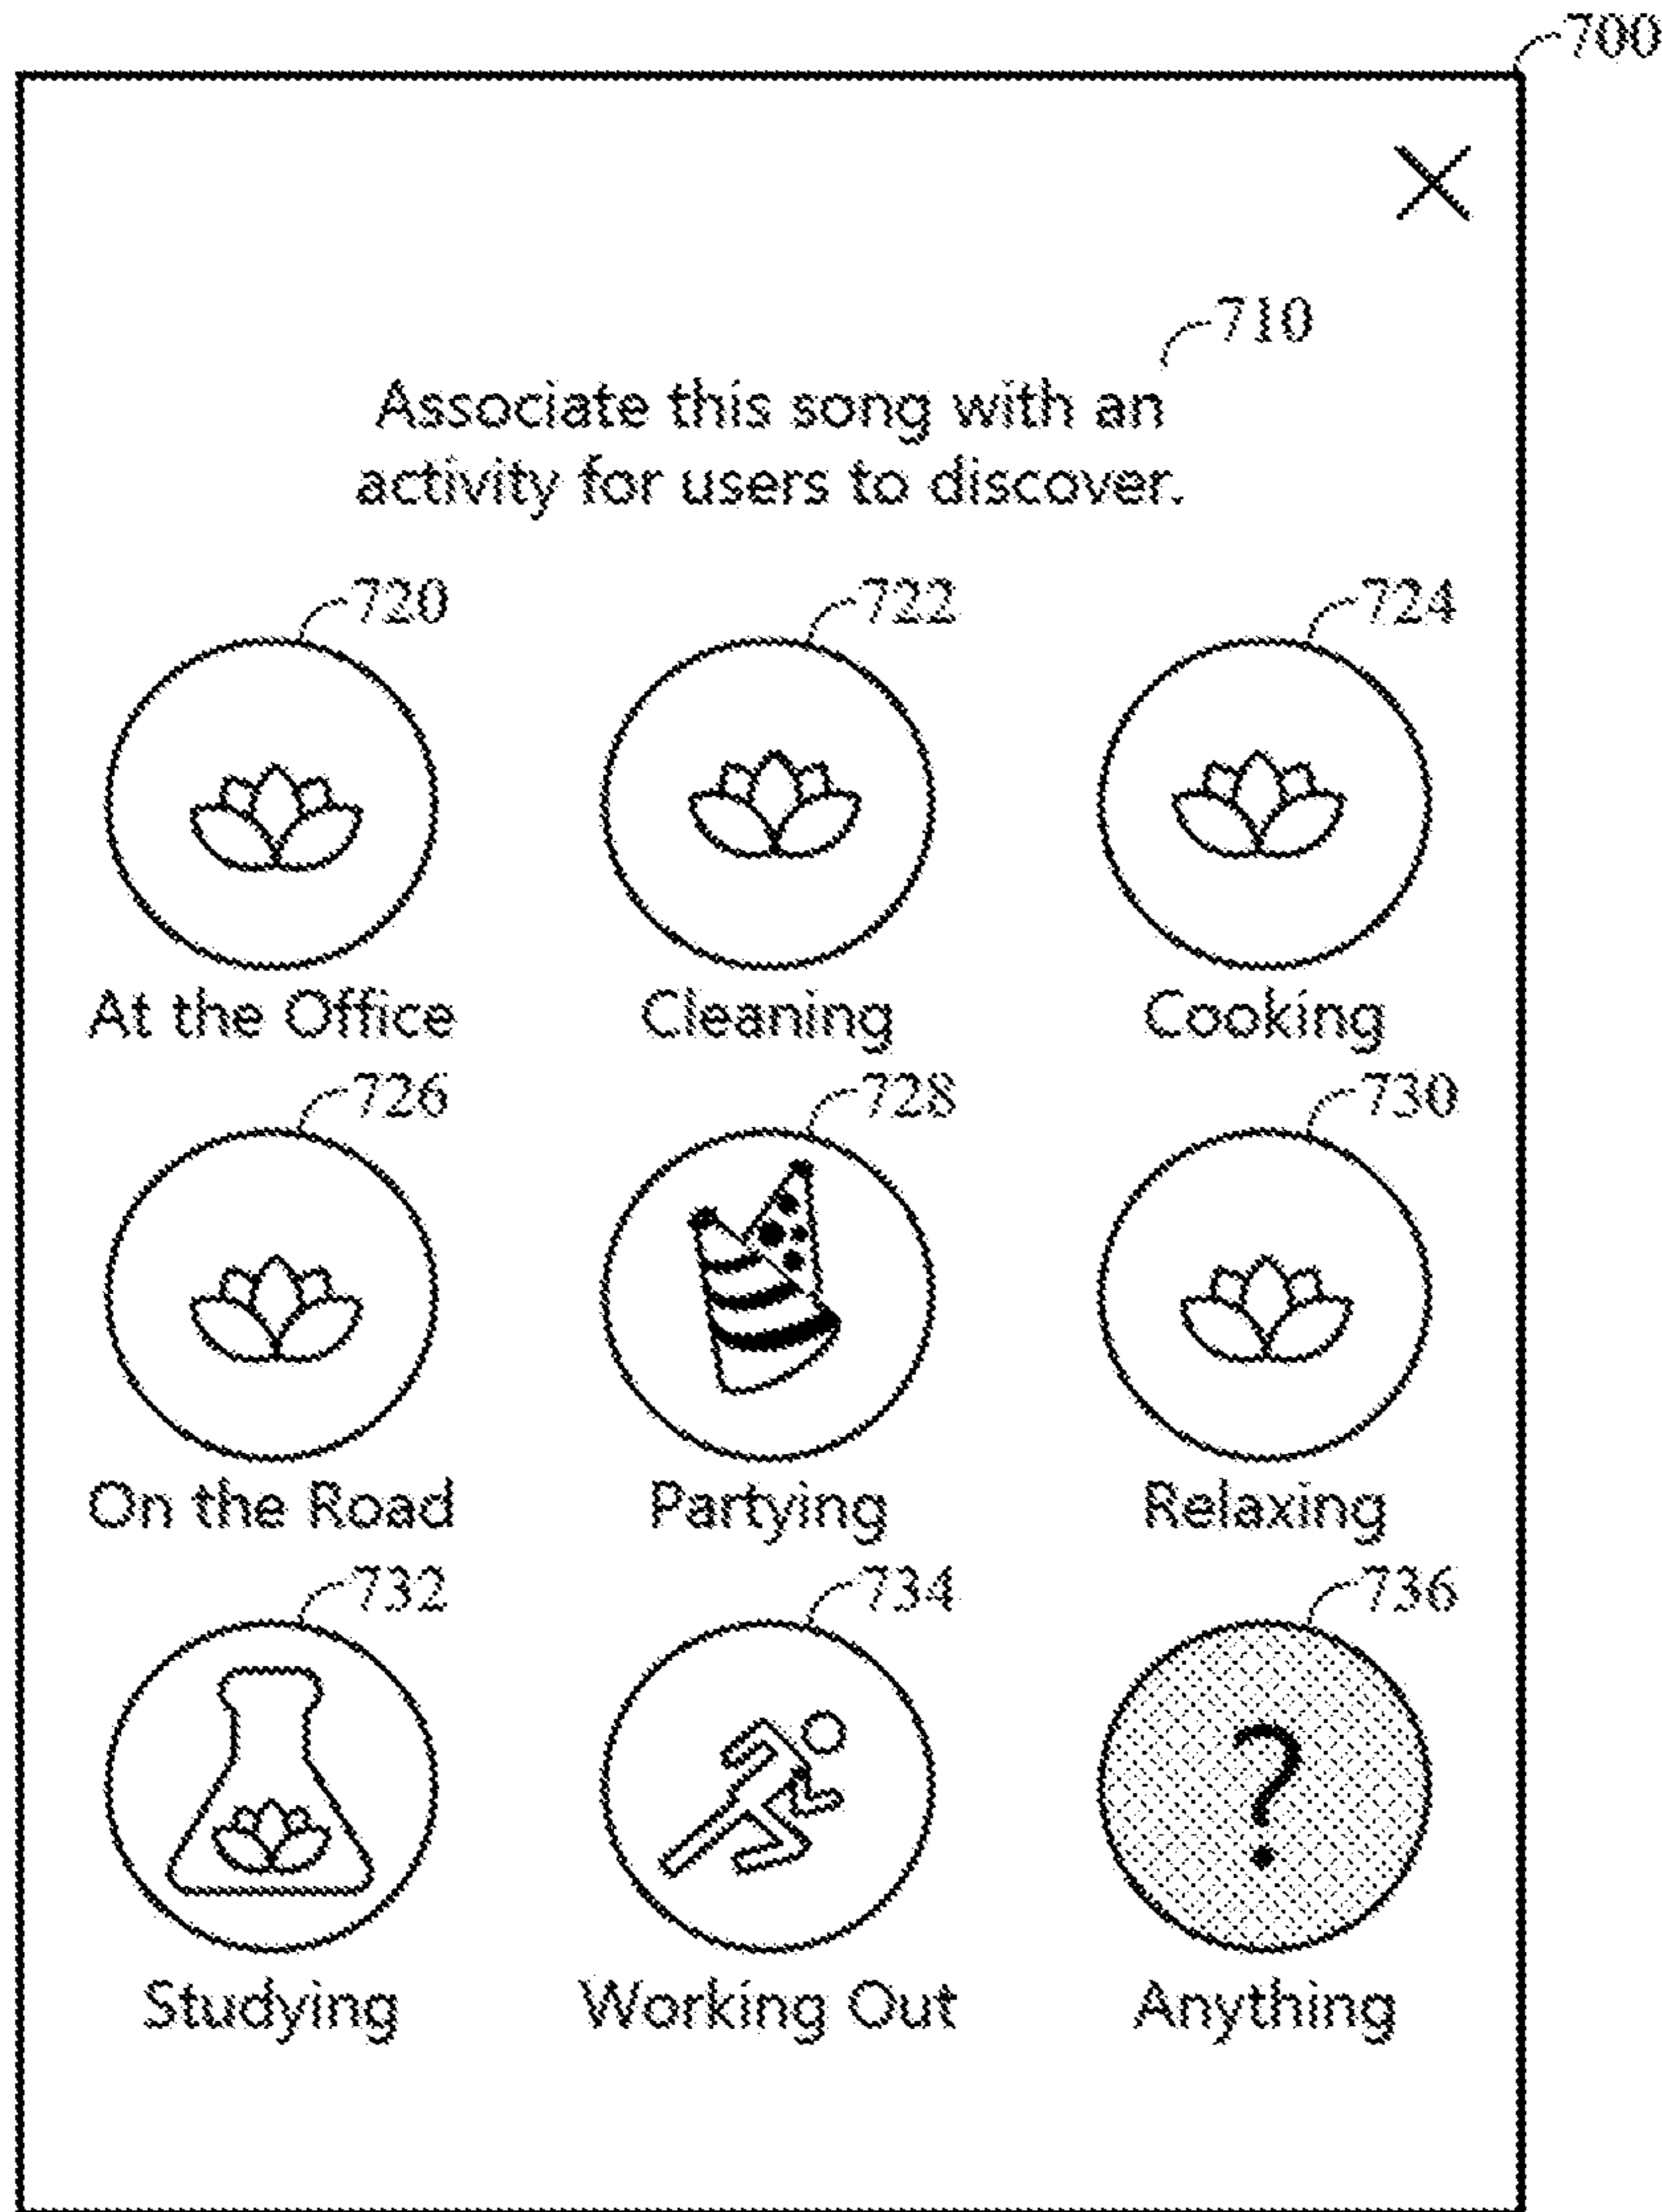 700
710
Associate this song with an
activity for users to discover.
720 722 724
At the Office Cleaning Cooking
726 728 730
On the Road Partying Relaxing
732 734 736
?
Studying Working Out Anything